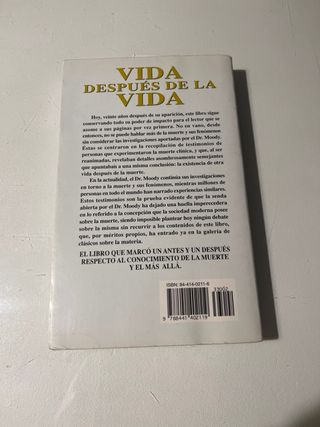 VIDA
DESPUÉS DE LA
VIDA
Hoy, veinte años después de su aparición, este libro sigue
conservando todo su poder de impacto para el lector que se
asome a sus páginas por vez primera. No en vano, desde
entonces, no se puede hablar más de la muerte y sus fenómenos
sin considerar las investigaciones aportadas por el Dr. Moody.
Éstas se centraron en la recopilación de testimonios de
personas que experimentaron la muerte clínica, y que, al ser
reanimadas, revelaban detalles asombrosamente semejantes
que apuntaban a una misma conclusión: la existencia de otra
vida después de la muerte.
En la actualidad, el Dr. Moody continúa sus investigaciones
en torno a la muerte y sus fenómenos, mientras millones de
personas en todo el mundo han narrado experiencias similares.
Estos testimonios son la prueba evidente de que la senda
abierta por el Dr. Moody ha dejado una huella imperecedera
en lo referido a la concepción que la sociedad moderna posee
sobre la muerte, siendo imposible plantear hoy ningún debate
sobre la misma sin recurrir a los contenidos de este libro,
que, por méritos propios, ha entrado ya en la galería de
clásicos sobre la materia.
EL LIBRO QUE MARCÓ UN ANTES Y UN DESPUÉS
RESPECTO AL CONOCIMIENTO DE LA MUERTE
Y EL MÁS ALLÁ.
ISBN: 84-414-0211-6
33002
9 788441 402119